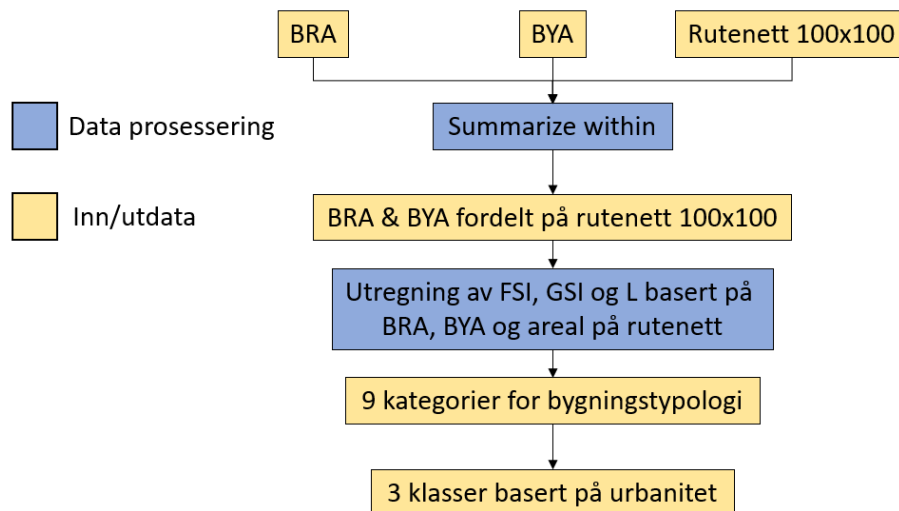 BRA
BYA
Rutenett 100x100
Data prosessering
Summarize within
Inn/utdata
BRA & BYA fordelt på rutenett 100x100
Utregning av FSI, GSI og L basert på
BRA, BYA og areal på rutenett
9 kategorier for bygningstypologi
3 klasser basert på urbanitet